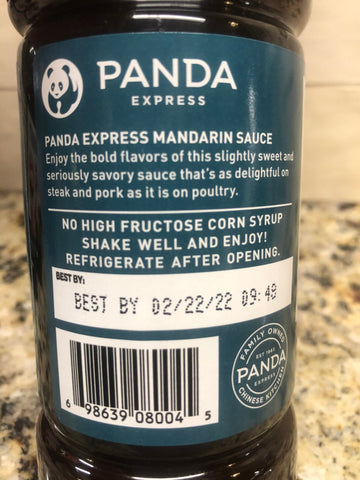 PANDA
EXPRESS
PANDA EXPRESS MANDARIN SAUCE
Enjoy the bold flavors of this slightly sweet and
seriously savory sauce that's as delightful on
steak and pork as it is on poultry.
NO HIGH FRUCTOSE CORN SYRUP
SHAKE WELL AND ENJOY!
REFRIGERATE AFTER OPENING.
BEST BY:
BEST BY 02/22/22 09:48
6 98639 08004 5
FAMILY OWNED
EST 1983
PANDA
EXPRESS
CHINESE KITCHEN